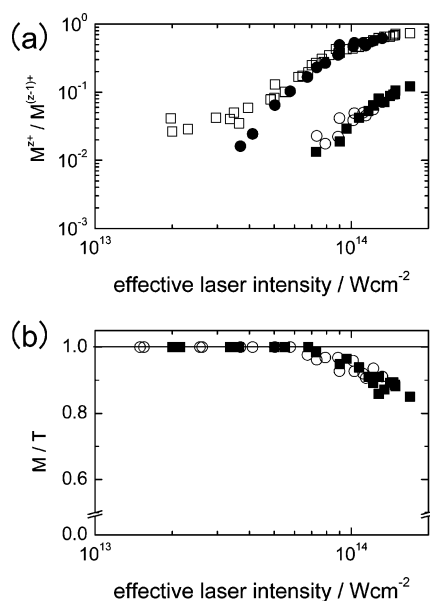 (a)
10⁰
10⁻¹
10⁻²
10⁻³
M^{z+} / M^{(z-1)+}
10¹³
10¹⁴
effective laser intensity / Wcm⁻²
(b)
1.0
0.8
0.6
0.0
M / T
10¹³
10¹⁴
effective laser intensity / Wcm⁻²